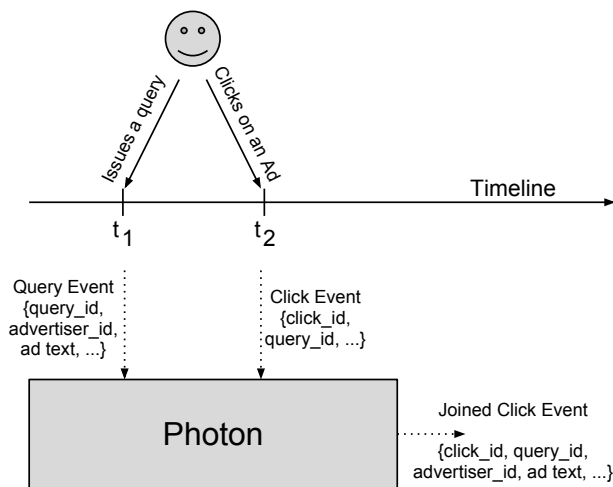 Issues a query
Clicks on an Ad
Timeline
t1
t2
Query Event
{query_id,
advertiser_id,
ad text, ...}
Click Event
{click_id,
query_id, ...}
Photon
Joined Click Event
{click_id, query_id,
advertiser_id, ad text, ...}